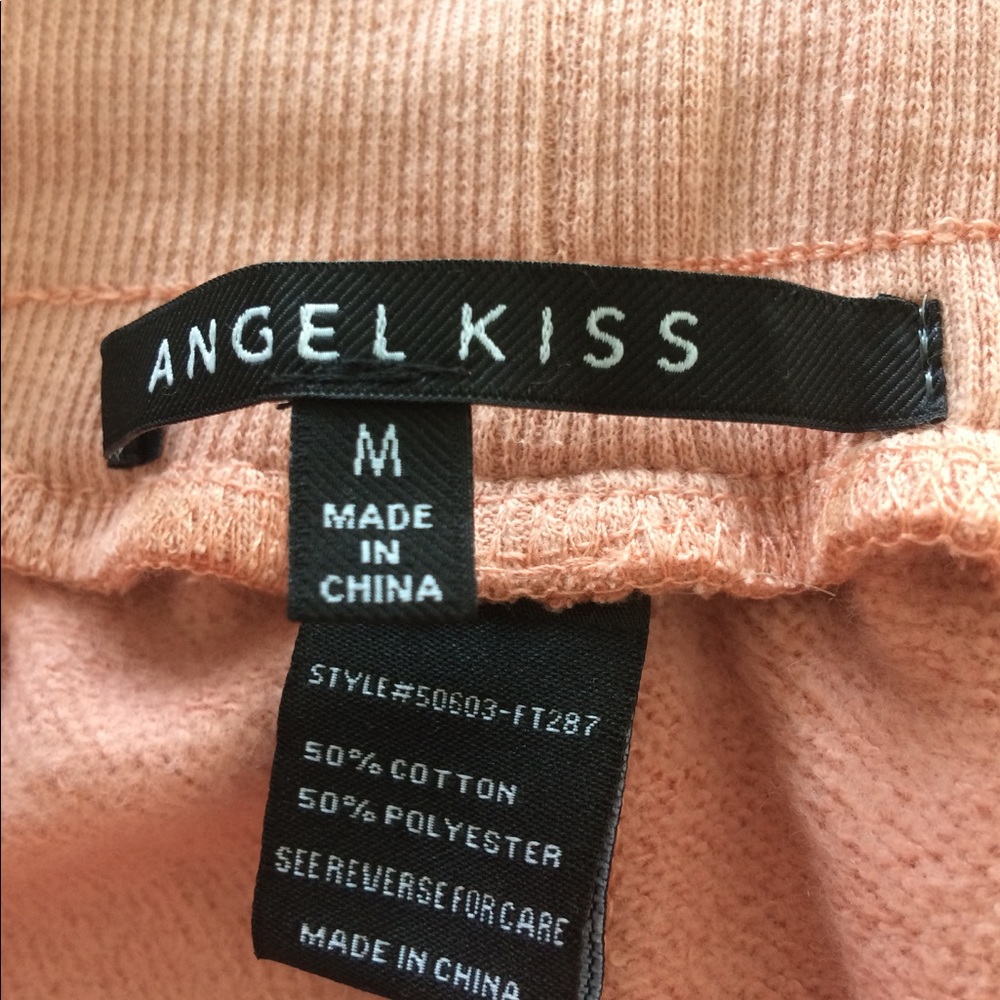 ANGEL KISS
M
MADE
IN
CHINA
STYLE#50603-FT287
50% COTTON
50% POLYESTER
SEE REVERSE FOR CARE
MADE IN CHINA